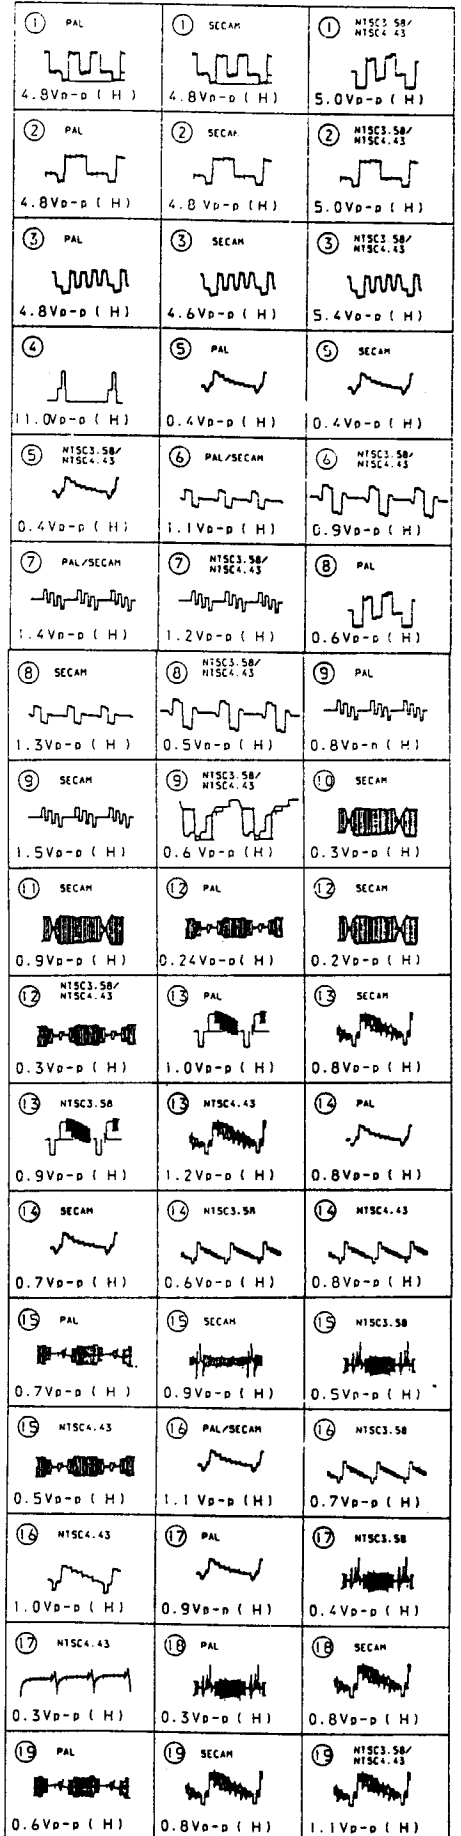 ① PAL
4.8Vp-p ( H )
① SECAM
4.8Vp-p ( H )
① NTSC3.58/
NTSC4.43
5.0Vp-p ( H )
② PAL
4.8Vp-p ( H )
② SECAM
4.8Vp-p ( H )
② NTSC3.58/
NTSC4.43
5.0Vp-p ( H )
③ PAL
4.8Vp-p ( H )
③ SECAM
4.6Vp-p ( H )
③ NTSC3.58/
NTSC4.43
5.4Vp-p ( H )
④
11.0Vp-p ( H )
⑤ PAL
0.4Vp-p ( H )
⑤ SECAM
0.4Vp-p ( H )
⑤ NTSC3.58/
NTSC4.43
0.4Vp-p ( H )
⑥ PAL/SECAM
1.1Vp-p ( H )
⑥ NTSC3.58/
NTSC4.43
0.9Vp-p ( H )
⑦ PAL/SECAM
1.4Vp-p ( H )
⑦ NTSC3.58/
NTSC4.43
1.2Vp-p ( H )
⑧ PAL
0.6Vp-p ( H )
⑧ SECAM
1.3Vp-p ( H )
⑧ NTSC3.58/
NTSC4.43
0.5Vp-p ( H )
⑨ PAL
0.8Vp-p ( H )
⑨ SECAM
1.5Vp-p ( H )
⑨ NTSC3.58/
NTSC4.43
0.6 Vp-p ( H )
⑩ SECAM
0.3Vp-p ( H )
⑪ SECAM
0.9Vp-p ( H )
⑫ PAL
0.24Vp-p ( H )
⑫ SECAM
0.2Vp-p ( H )
⑫ NTSC3.58/
NTSC4.43
0.3Vp-p ( H )
⑬ PAL
1.0Vp-p ( H )
⑬ SECAM
0.8Vp-p ( H )
⑬ NTSC3.58
0.9Vp-p ( H )
⑬ NTSC4.43
1.2Vp-p ( H )
⑭ PAL
0.8Vp-p ( H )
⑭ SECAM
0.7Vp-p ( H )
⑭ NTSC3.58
0.6Vp-p ( H )
⑭ NTSC4.43
0.8Vp-p ( H )
⑮ PAL
0.7Vp-p ( H )
⑮ SECAM
0.9Vp-p ( H )
⑮ NTSC3.58
0.5Vp-p ( H )
⑮ NTSC4.43
0.5Vp-p ( H )
⑯ PAL/SECAM
1.1 Vp-p ( H )
⑯ NTSC3.58
0.7Vp-p ( H )
⑯ NTSC4.43
1.0Vp-p ( H )
⑰ PAL
0.9Vp-p ( H )
⑰ NTSC3.58
0.4Vp-p ( H )
⑰ NTSC4.43
0.3Vp-p ( H )
⑱ PAL
0.3Vp-p ( H )
⑱ SECAM
0.8Vp-p ( H )
⑲ PAL
0.6Vp-p ( H )
⑲ SECAM
0.8Vp-p ( H )
⑲ NTSC3.58/
NTSC4.43
1.1Vp-p ( H )